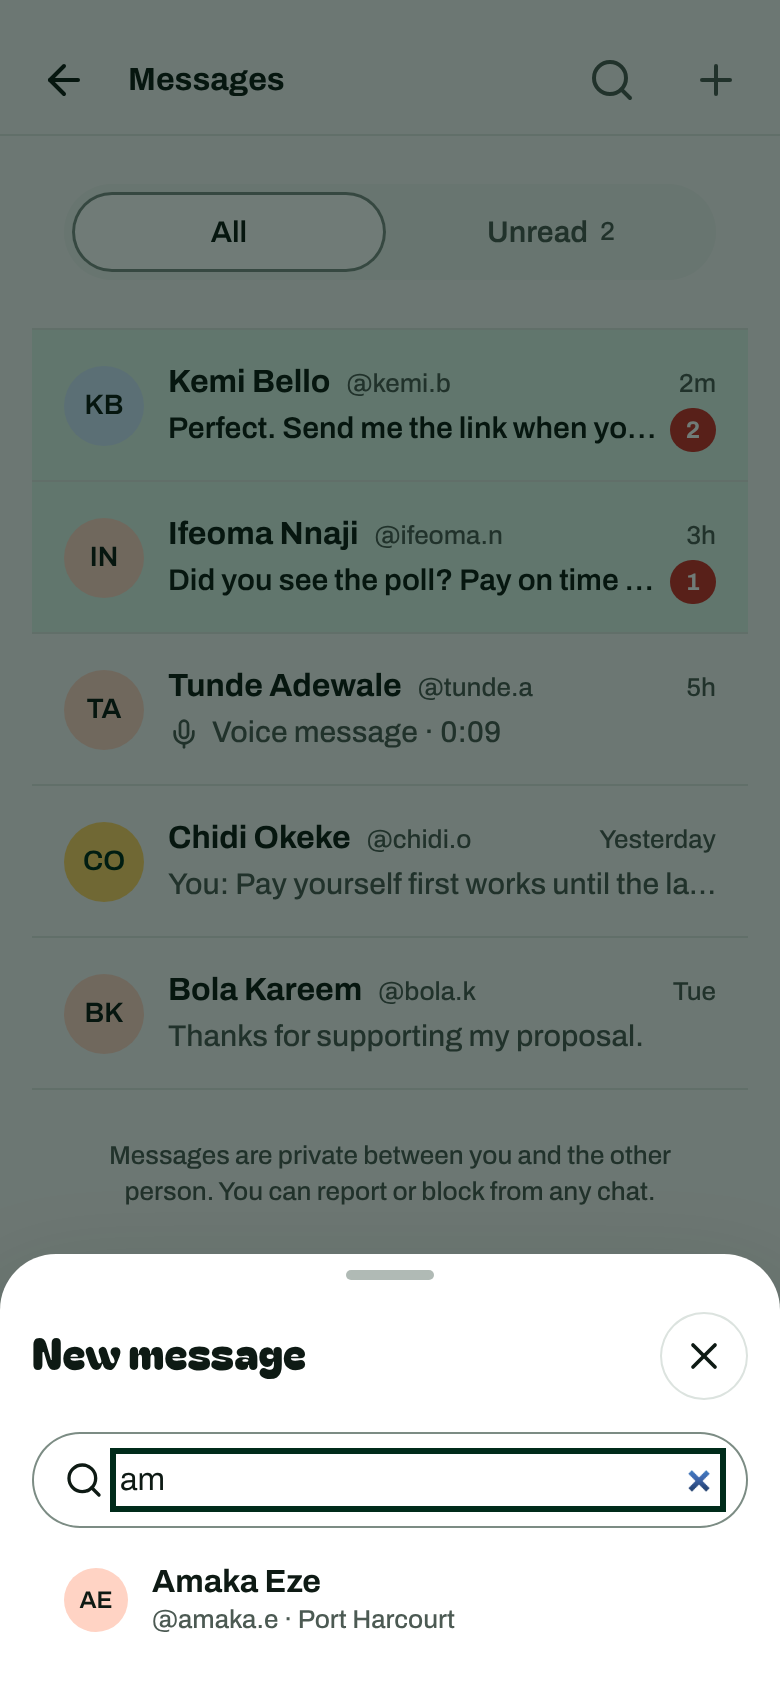 Messages
All
Unread 2
Kemi Bello @kemi.b 2m
Perfect. Send me the link when yo... 2
KB
Ifeoma Nnaji @ifeoma.n 3h
Did you see the poll? Pay on time ... 1
IN
Tunde Adewale @tunde.a 5h
Voice message · 0:09
TA
Chidi Okeke @chidi.o Yesterday
You: Pay yourself first works until the la...
CO
Bola Kareem @bola.k Tue
Thanks for supporting my proposal.
BK
Messages are private between you and the other
person. You can report or block from any chat.
New message
am
AE
Amaka Eze
@amaka.e · Port Harcourt